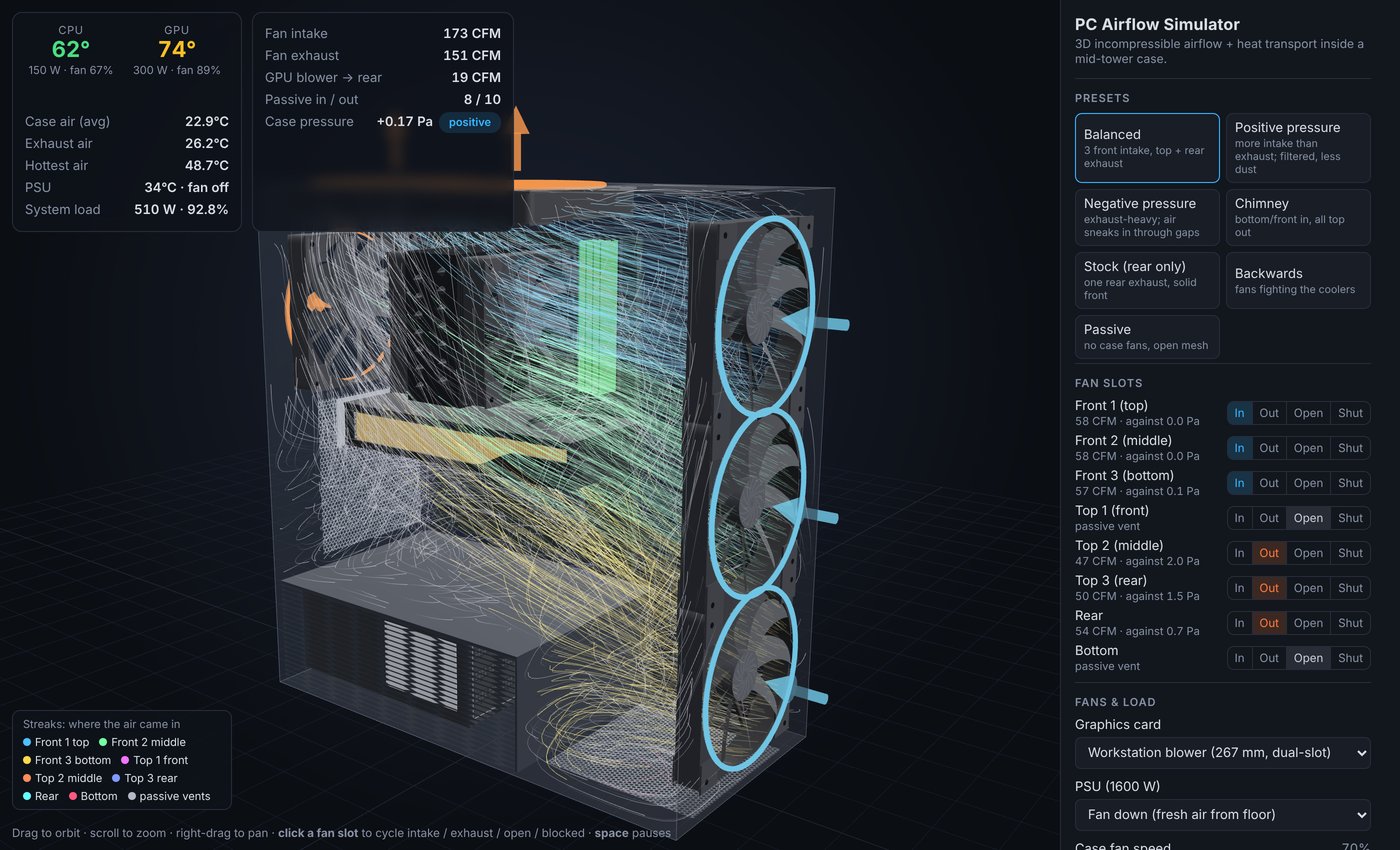 CPU GPU
62° 74°
150 W · fan 67% 300 W · fan 89%
Case air (avg) 22.9°C
Exhaust air 26.2°C
Hottest air 48.7°C
PSU 34°C · fan off
System load 510 W · 92.8%
Fan intake 173 CFM
Fan exhaust 151 CFM
GPU blower → rear 19 CFM
Passive in / out 8 / 10
Case pressure +0.17 Pa positive
Streaks: where the air came in
Front 1 top Front 2 middle
Front 3 bottom Top 1 front
Top 2 middle Top 3 rear
Rear Bottom passive vents
Drag to orbit · scroll to zoom · right-drag to pan · click a fan slot to cycle intake / exhaust / open / blocked · space pauses
PC Airflow Simulator
3D incompressible airflow + heat transport inside a
mid-tower case.
PRESETS
Balanced
3 front intake, top + rear
exhaust
Positive pressure
more intake than
exhaust; filtered, less
dust
Negative pressure
exhaust-heavy; air
sneaks in through gaps
Chimney
bottom/front in, all top
out
Stock (rear only)
one rear exhaust, solid
front
Backwards
fans fighting the coolers
Passive
no case fans, open mesh
FAN SLOTS
Front 1 (top) In Out Open Shut
58 CFM · against 0.0 Pa
Front 2 (middle) In Out Open Shut
58 CFM · against 0.0 Pa
Front 3 (bottom) In Out Open Shut
57 CFM · against 0.1 Pa
Top 1 (front) In Out Open Shut
passive vent
Top 2 (middle) In Out Open Shut
47 CFM · against 2.0 Pa
Top 3 (rear) In Out Open Shut
50 CFM · against 1.5 Pa
Rear In Out Open Shut
54 CFM · against 0.7 Pa
Bottom In Out Open Shut
passive vent
FANS & LOAD
Graphics card
Workstation blower (267 mm, dual-slot)
PSU (1600 W)
Fan down (fresh air from floor)
Case fan speed 70%